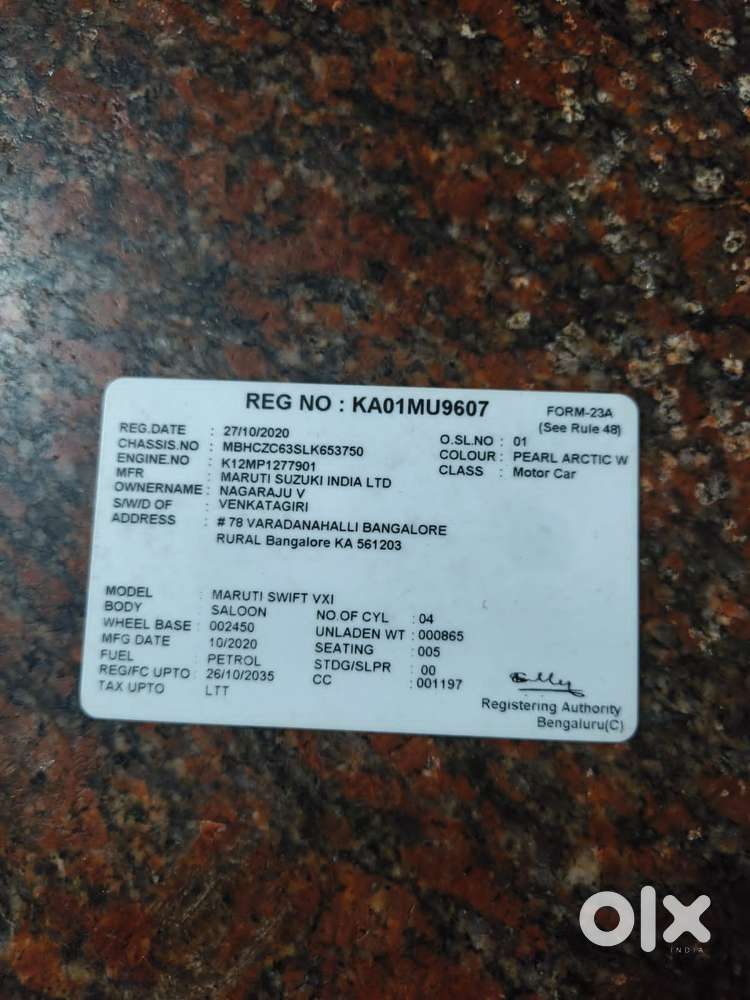 REG NO : KA01MU9607
FORM-23A
(See Rule 48)
REG.DATE : 27/10/2020
O.SL.NO : 01
CHASSIS.NO : MBHCZC63SLK653750
COLOUR : PEARL ARCTIC W
ENGINE.NO : K12MP1277901
CLASS : Motor Car
MFR : MARUTI SUZUKI INDIA LTD
OWNERNAME : NAGARAJU V
S/W/D OF : VENKATAGIRI
ADDRESS : # 78 VARADANAHALLI BANGALORE
RURAL Bangalore KA 561203
MODEL : MARUTI SWIFT VXI
BODY : SALOON NO.OF CYL : 04
WHEEL BASE : 002450 UNLADEN WT : 000865
MFG DATE : 10/2020 SEATING : 005
FUEL : PETROL STDG/SLPR : 00
REG/FC UPTO : 26/10/2035 CC : 001197
TAX UPTO : LTT
Registering Authority
Bengaluru(C)
olx
INDIA